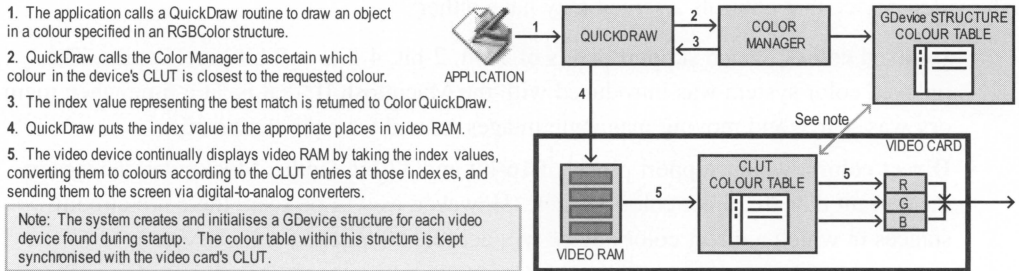 1. The application calls a QuickDraw routine to draw an object
in a colour specified in an RGBColor structure.
2. QuickDraw calls the Color Manager to ascertain which
colour in the device's CLUT is closest to the requested colour.
3. The index value representing the best match is returned to Color QuickDraw.
4. QuickDraw puts the index value in the appropriate places in video RAM.
5. The video device continually displays video RAM by taking the index values,
converting them to colours according to the CLUT entries at those indexes, and
sending them to the screen via digital-to-analog converters.
Note: The system creates and initialises a GDevice structure for each video
device found during startup. The colour table within this structure is kept
synchronised with the video card's CLUT.
APPLICATION
1
QUICKDRAW
2
3
COLOR
MANAGER
GDevice STRUCTURE
COLOUR TABLE
4
See note
VIDEO CARD
VIDEO RAM
5
CLUT
COLOUR TABLE
5
R
G
B